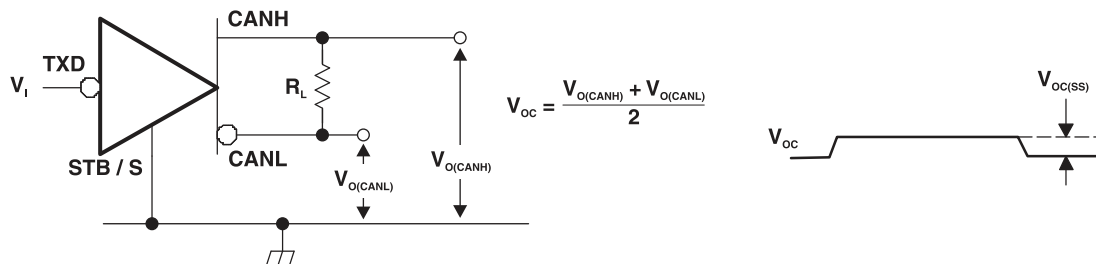 CANH
TXD
V_I
R_L
CANL
STB / S
V_O(CANL)
V_O(CANH)
V_OC = (V_O(CANH) + V_O(CANL)) / 2
V_OC(SS)
V_OC